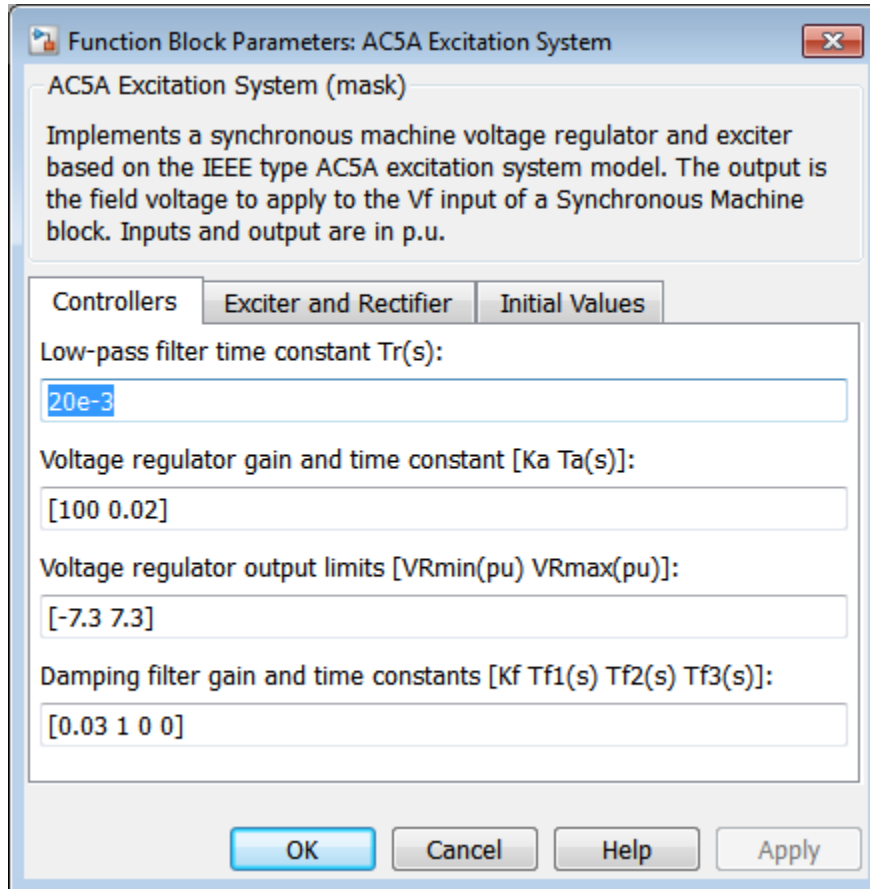 Function Block Parameters: AC5A Excitation System
AC5A Excitation System (mask)
Implements a synchronous machine voltage regulator and exciter
based on the IEEE type AC5A excitation system model. The output is
the field voltage to apply to the Vf input of a Synchronous Machine
block. Inputs and output are in p.u.
Controllers Exciter and Rectifier Initial Values
Low-pass filter time constant Tr(s):
20e-3
Voltage regulator gain and time constant [Ka Ta(s)]:
[100 0.02]
Voltage regulator output limits [VRmin(pu) VRmax(pu)]:
[-7.3 7.3]
Damping filter gain and time constants [Kf Tf1(s) Tf2(s) Tf3(s)]:
[0.03 1 0 0]
OK Cancel Help Apply